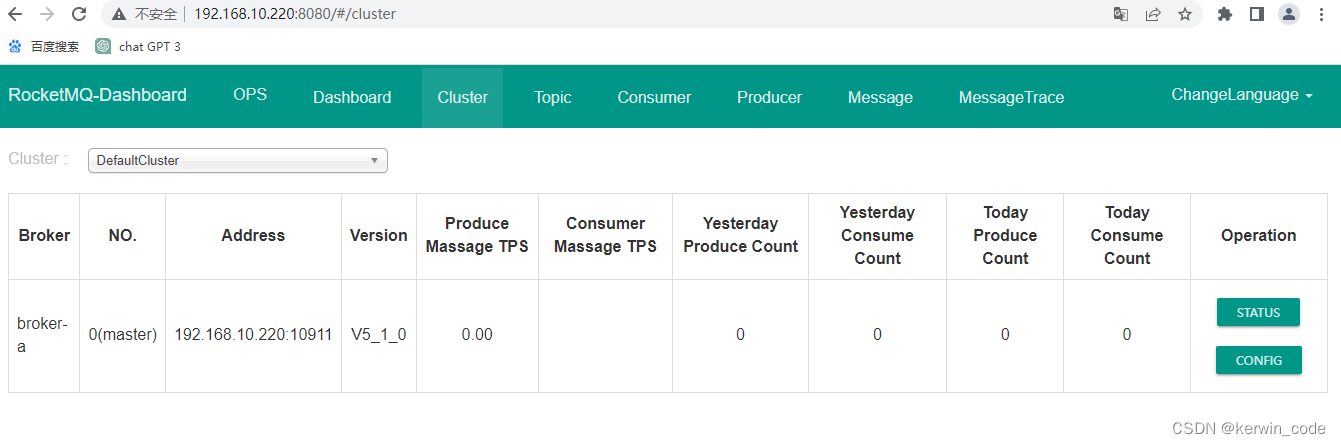 不安全 192.168.10.220:8080/#/cluster
百度搜索 chat GPT 3
RocketMQ-Dashboard OPS Dashboard Cluster Topic Consumer Producer Message MessageTrace ChangeLanguage
Cluster : DefaultCluster
Broker NO. Address Version Produce Massage TPS Consumer Massage TPS Yesterday Produce Count Yesterday Consume Count Today Produce Count Today Consume Count Operation
broker-a 0(master) 192.168.10.220:10911 V5_1_0 0.00 0 0 0 0 STATUS
CONFIG
CSDN @kerwin_code